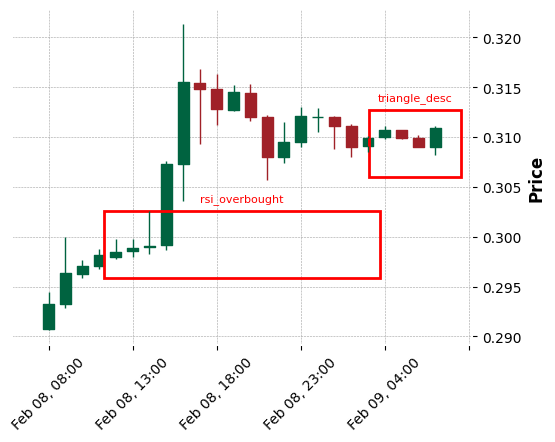 0.320
0.315
triangle_desc
0.310
0.305
Price
rsi_overbought
0.300
0.295
0.290
Feb 08, 08:00
Feb 08, 13:00
Feb 08, 18:00
Feb 08, 23:00
Feb 09, 04:00